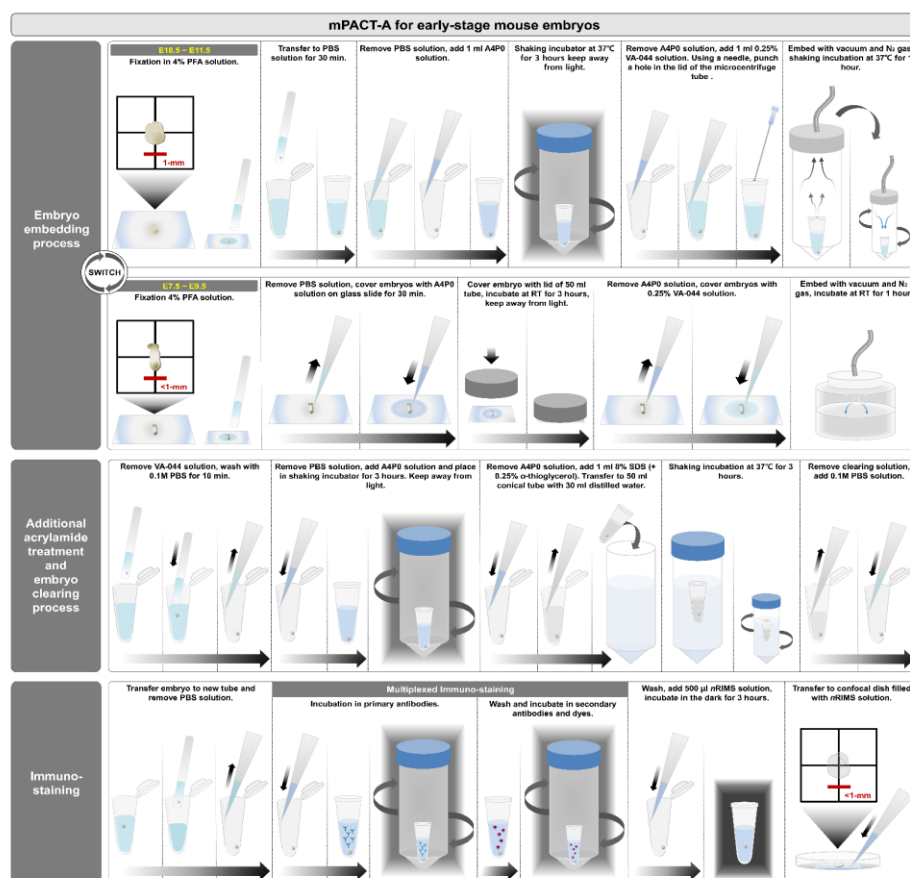 mPACT-A for early-stage mouse embryos
Embryo
embedding
process
SWITCH
E10.5 ~ E11.5
Fixation in 4% PFA solution.
1-mm
Transfer to PBS
solution for 30 min.
Remove PBS solution, add 1 ml A4P0
solution.
Shaking incubator at 37℃
for 3 hours keep away
from light.
Remove A4P0 solution, add 1 ml 0.25%
VA-044 solution. Using a needle, punch
a hole in the lid of the microcentrifuge
tube .
Embed with vacuum and N₂ gas,
shaking incubation at 37℃ for 1
hour.
E7.5 ~ E9.5
Fixation 4% PFA solution.
<1-mm
Remove PBS solution, cover embryos with A4P0
solution on glass slide for 30 min.
Cover embryo with lid of 50 ml
tube, incubate at RT for 3 hours,
keep away from light.
Remove A4P0 solution, cover embryos with
0.25% VA-044 solution.
Embed with vacuum and N₂
gas, incubate at RT for 1 hour.
Additional
acrylamide
treatment
and
embryo
clearing
process
Remove VA-044 solution, wash with
0.1M PBS for 10 min.
Remove PBS solution, add A4P0 solution and place
in shaking incubator for 3 hours. Keep away from
light.
Remove A4P0 solution, add 1 ml 8% SDS (+
0.25% α-thioglycerol). Transfer to 50 ml
conical tube with 30 ml distilled water.
Shaking incubation at 37℃ for 3
hours.
Remove clearing solution,
add 0.1M PBS solution.
Immuno-
staining
Transfer embryo to new tube and
remove PBS solution.
Multiplexed Immuno-staining
Incubation in primary antibodies.
Wash and incubate in secondary
antibodies and dyes.
Wash, add 500 µl nRIMS solution,
incubate in the dark for 3 hours.
Transfer to confocal dish filled
with nRIMS solution.
<1-mm